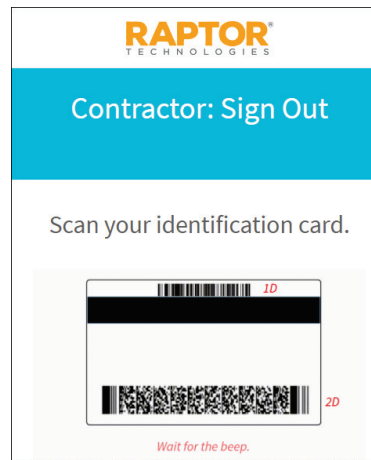 RAPTOR®
TECHNOLOGIES
Contractor: Sign Out
Scan your identification card.
1D
2D
Wait for the beep.